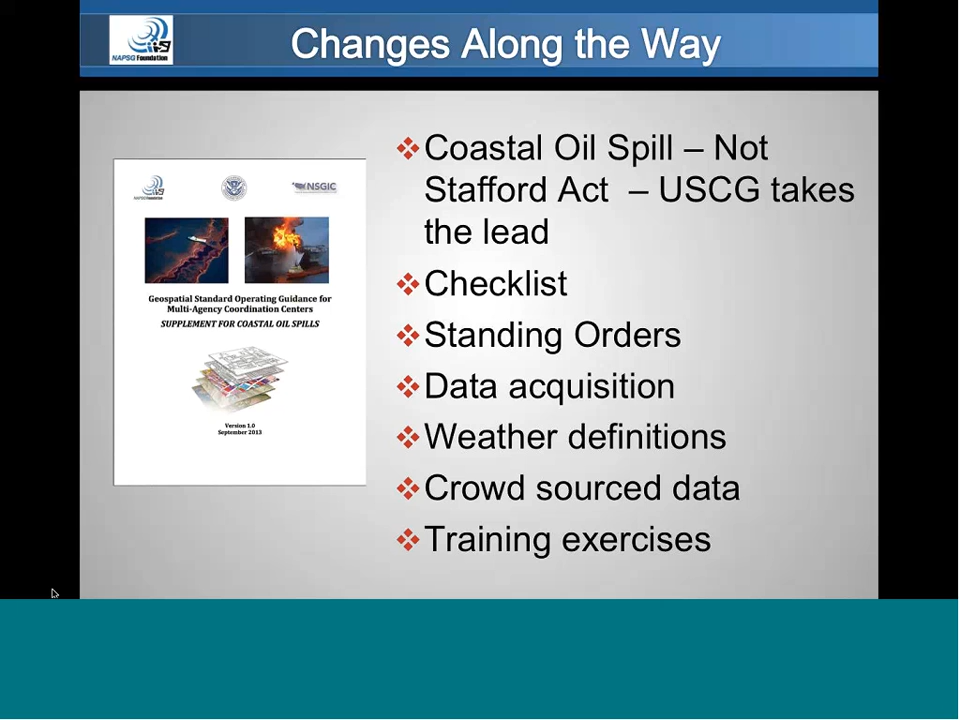 NAPSG Foundation
Changes Along the Way
NAPSG FOUNDATION
NSGIC
Geospatial Standard Operating Guidance for
Multi-Agency Coordination Centers
SUPPLEMENT FOR COASTAL OIL SPILLS
Version 1.0
September 2013
Coastal Oil Spill – Not
Stafford Act – USCG takes
the lead
Checklist
Standing Orders
Data acquisition
Weather definitions
Crowd sourced data
Training exercises